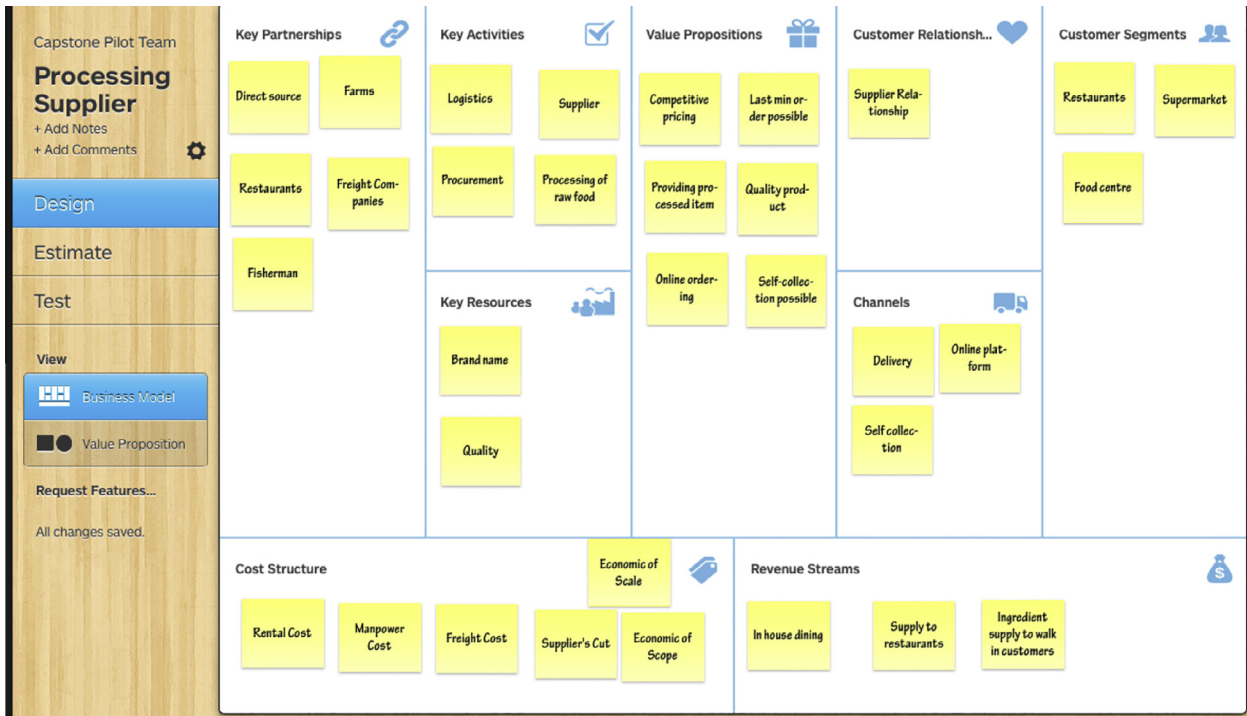 Capstone Pilot Team
Processing
Supplier
+ Add Notes
+ Add Comments
Design
Estimate
Test
View
Business Model
Value Proposition
Request Features...
All changes saved.
Key Partnerships
Direct source
Farms
Restaurants
Freight Com-
panies
Fisherman
Key Activities
Logistics
Supplier
Procurement
Processing of
raw food
Key Resources
Brand name
Quality
Value Propositions
Competitive
pricing
Last min or-
der possible
Providing pro-
cessed item
Quality prod-
uct
Online order-
ing
Self-collec-
tion possible
Customer Relationsh...
Supplier Rela-
tionship
Channels
Delivery
Online plat-
form
Self collec-
tion
Customer Segments
Restaurants
Supermarket
Food centre
Cost Structure
Economic of
Scale
Rental Cost
Manpower
Cost
Freight Cost
Supplier's Cut
Economic of
Scope
Revenue Streams
$
In house dining
Supply to
restaurants
Ingredient
supply to walk
in customers